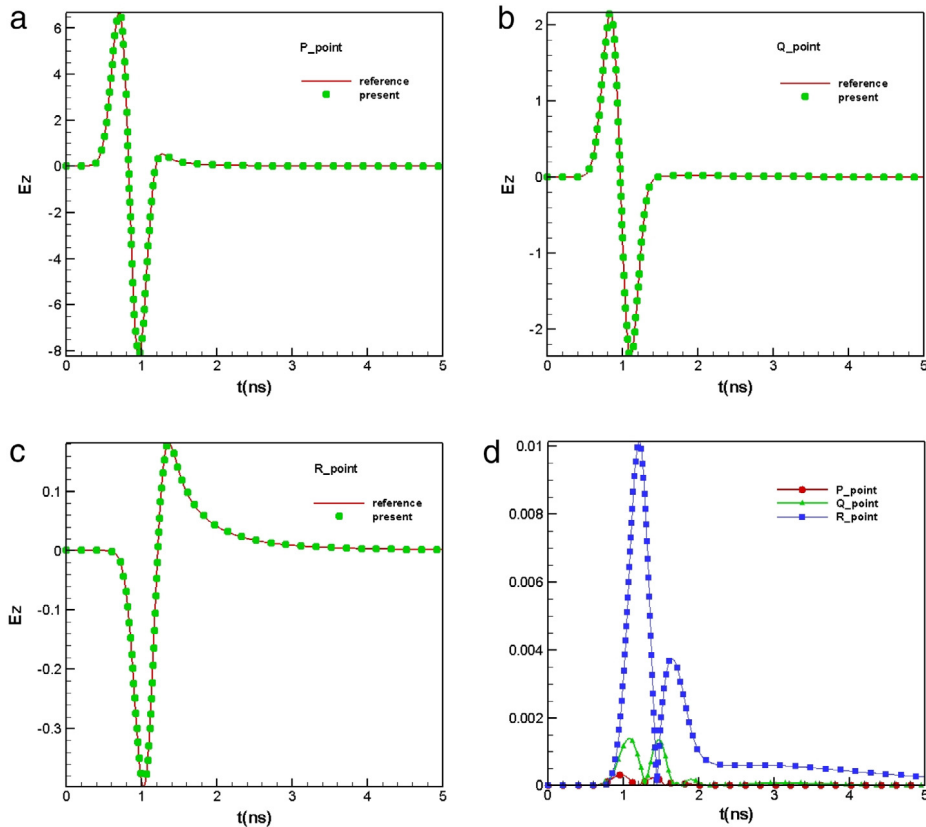 a
6
4
2
0
-2
-4
-6
-8
Ez
P_point
reference
present
0
1
2
3
4
5
t(ns)
b
2
1
0
-1
-2
Ez
Q_point
reference
present
0
1
2
3
4
5
t(ns)
c
0.1
0
-0.1
-0.2
-0.3
Ez
R_point
reference
present
0
1
2
3
4
5
t(ns)
d
0.01
0.008
0.006
0.004
0.002
0
P_point
Q_point
R_point
0
1
2
3
4
5
t(ns)